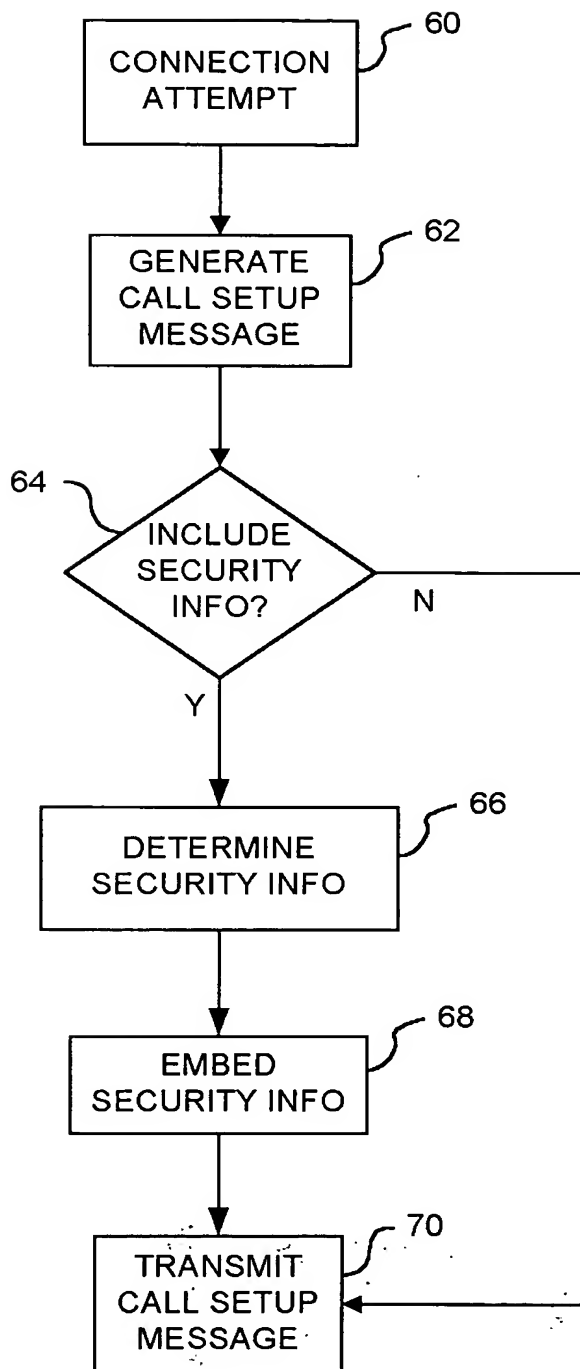 60
CONNECTION
ATTEMPT
62
GENERATE
CALL SETUP
MESSAGE
64
INCLUDE
SECURITY
INFO?
N
Y
66
DETERMINE
SECURITY INFO
68
EMBED
SECURITY INFO
70
TRANSMIT
CALL SETUP
MESSAGE